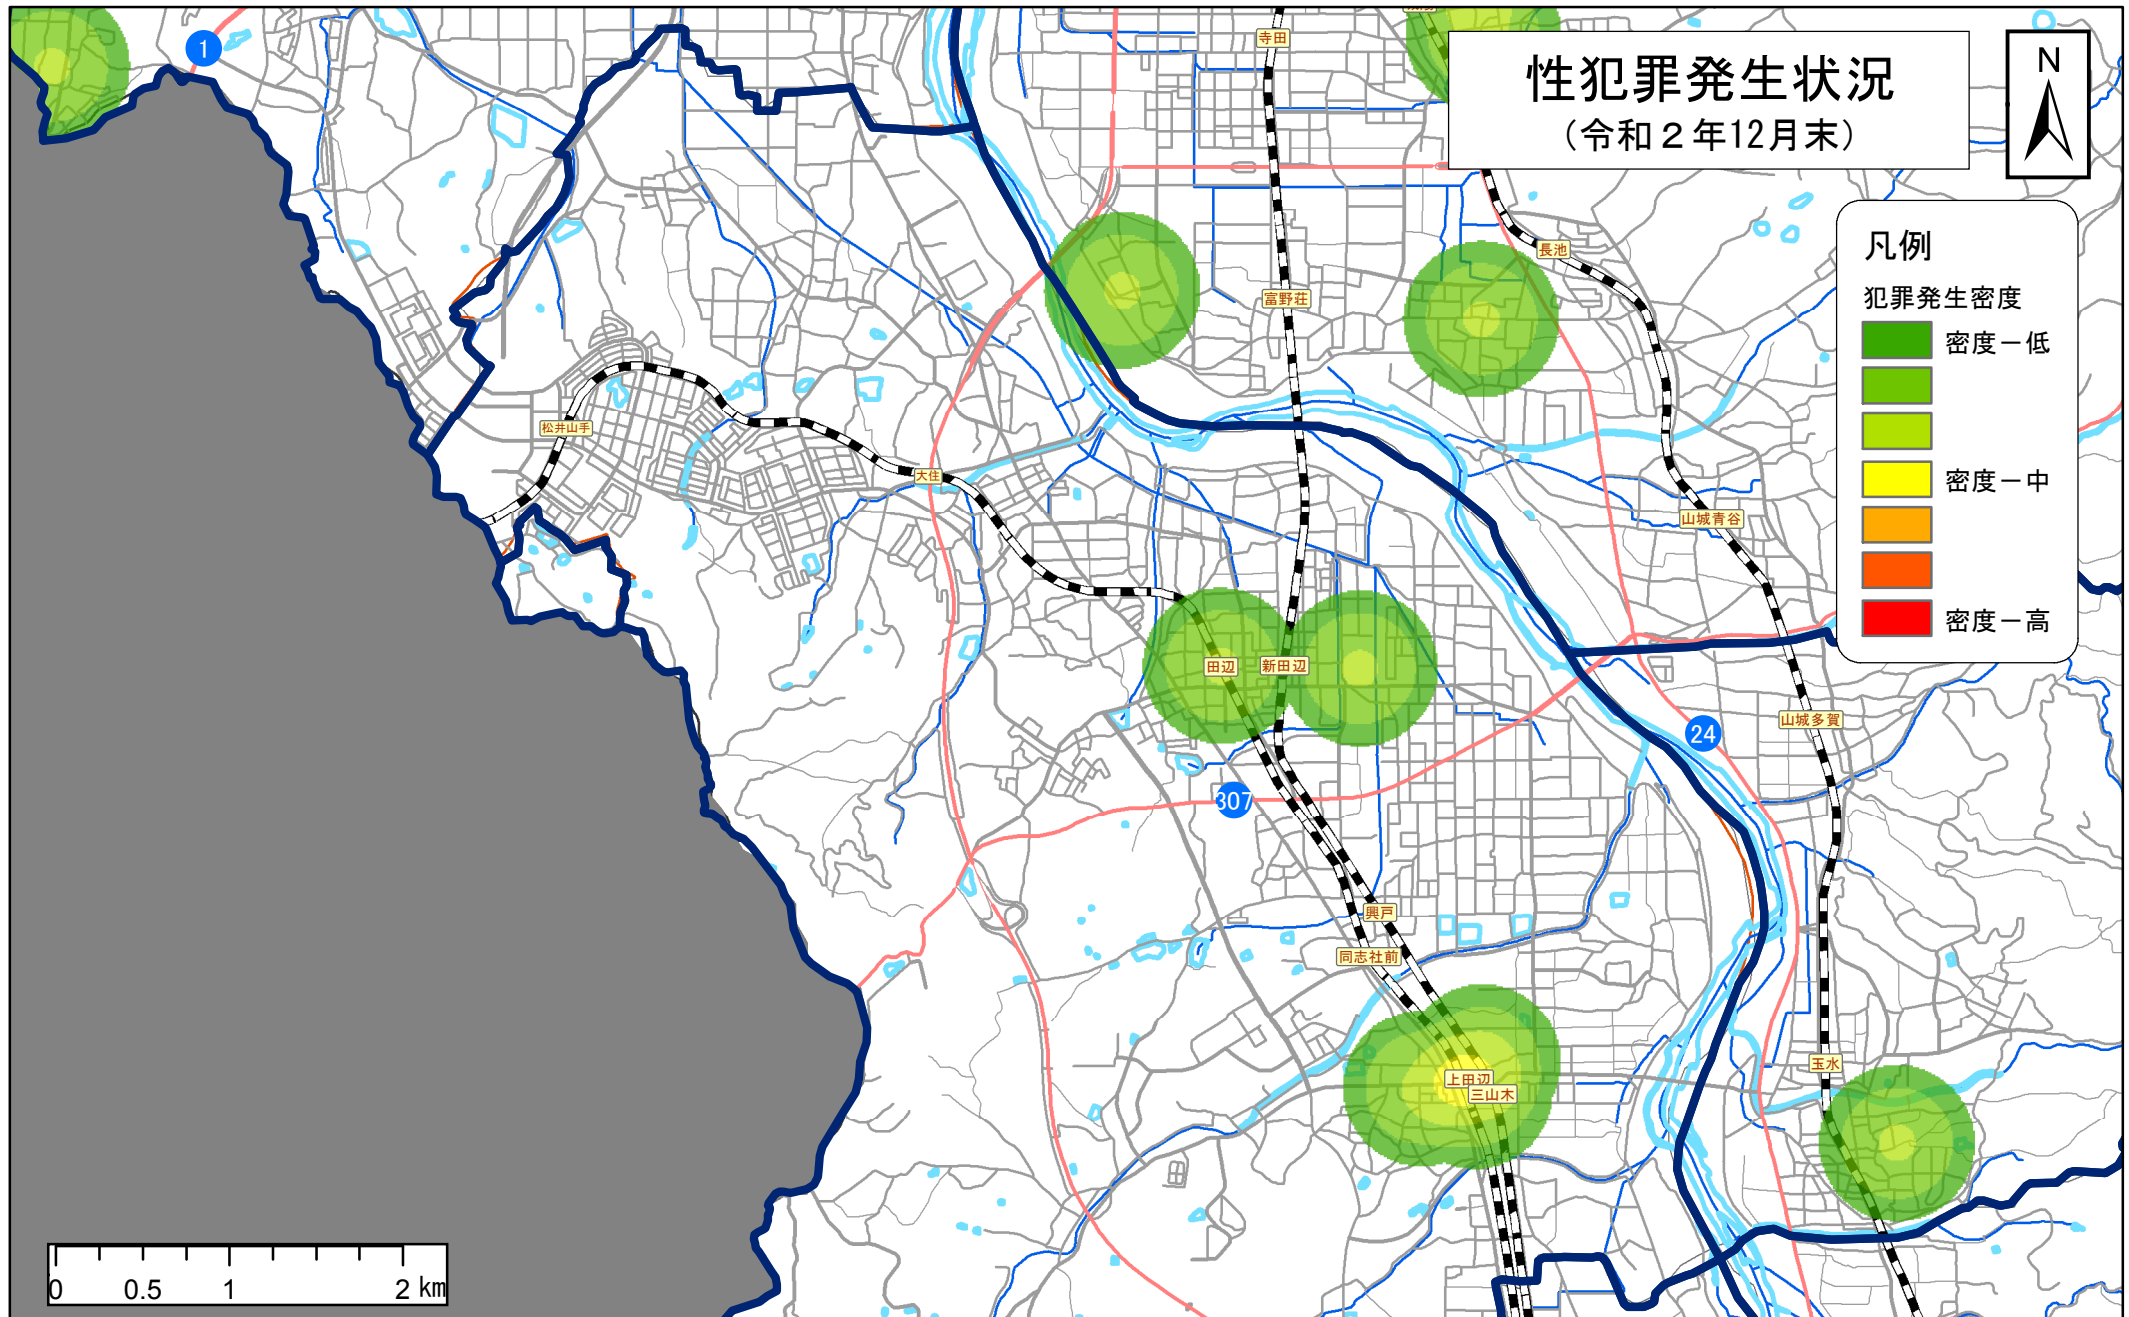 性犯罪発生状況
（令和２年12月末）
N
凡例
犯罪発生密度
密度－低
密度－中
密度－高
1
寺田
長池
富野荘
松井山手
大住
山城青谷
田辺
新田辺
山城多賀
24
307
興戸
同志社前
上田辺
三山木
玉水
0 0.5 1 2 km